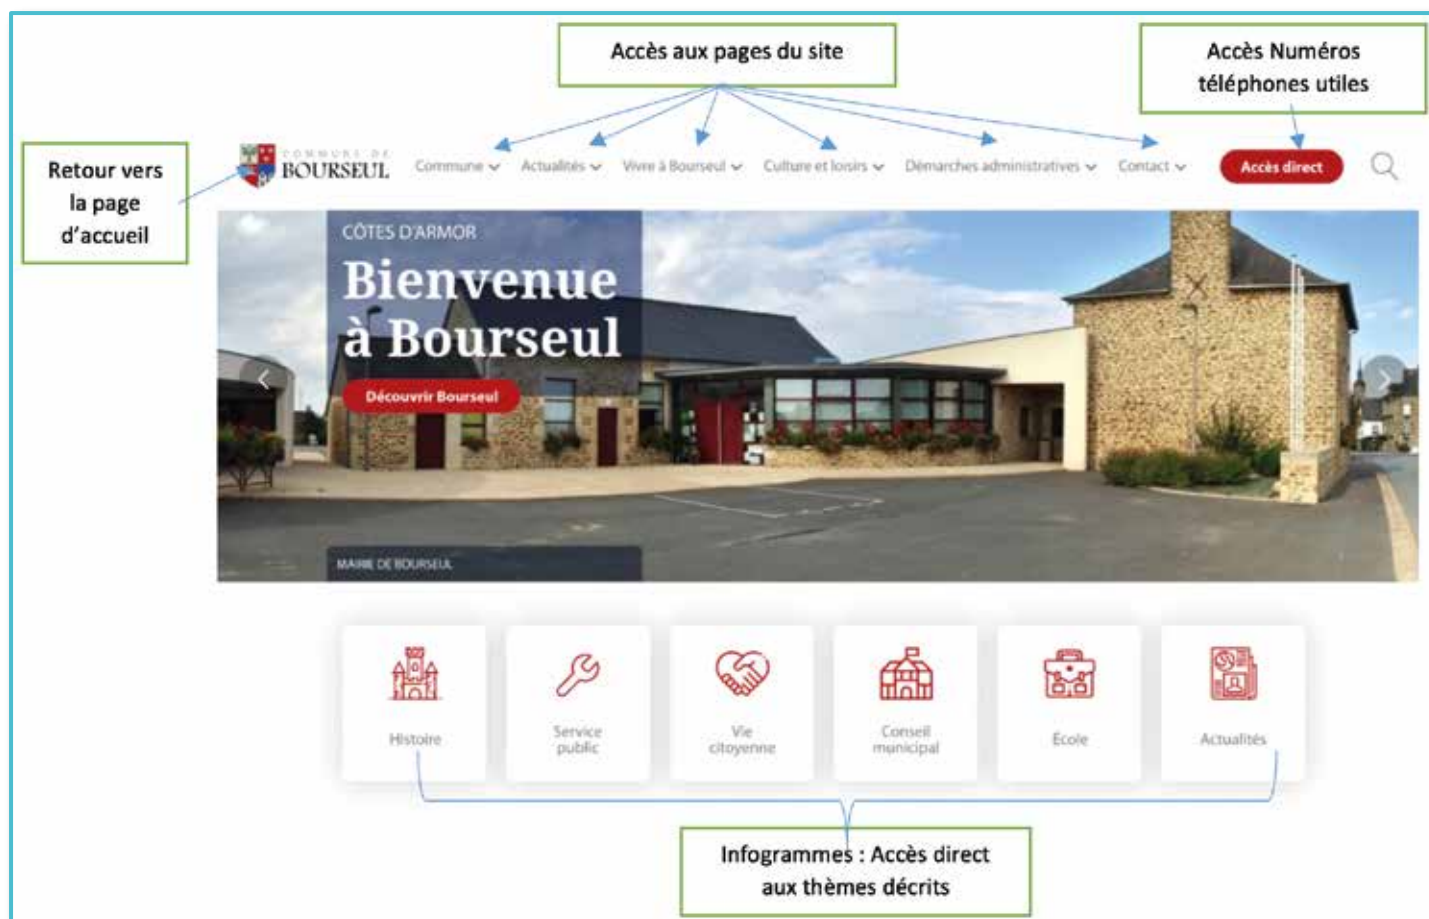 Accès aux pages du site
Accès Numéros
téléphones utiles
Retour vers
la page
d'accueil
COMMUNE DE
BOURSEUL
Commune
Actualités
Vivre à Bourseul
Culture et loisirs
Démarches administratives
Contact
Accès direct
CÔTES D'ARMOR
Bienvenue
à Bourseul
Découvrir Bourseul
MAIRIE DE BOURSEUL
Histoire
Service
public
Vie
citoyenne
Conseil
municipal
École
Actualités
Infogrammes : Accès direct
aux thèmes décrits